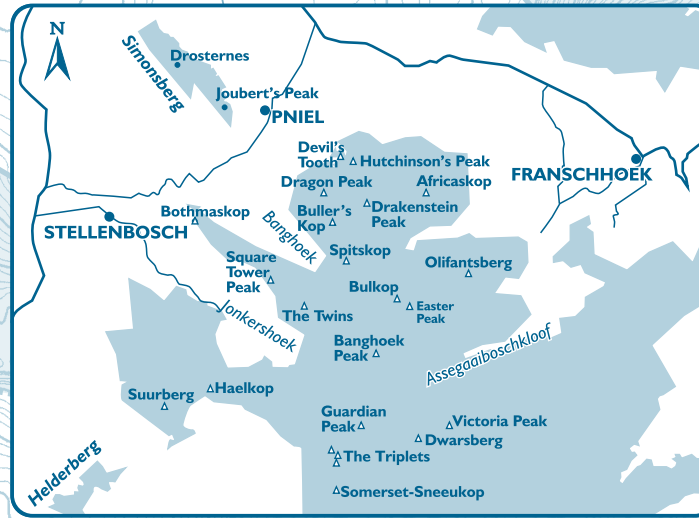 N
Simonsberg
Drosternes
Joubert's Peak
PNIEL
Devil's
Tooth
Hutchinson's Peak
FRANSCHHOEK
Dragon Peak
Africaskop
Bothmaskop
Buller's
Kop
Drakenstein
Peak
STELLENBOSCH
Banghoek
Spitskop
Square
Tower
Peak
Olifantsberg
Bulkop
Jonkershoek
The Twins
Easter
Peak
Banghoek
Peak
Assegaaiboschkloof
Suurberg
Haelkop
Guardian
Peak
Victoria Peak
Dwarsberg
The Triplets
Helderberg
Somerset-Sneeukop